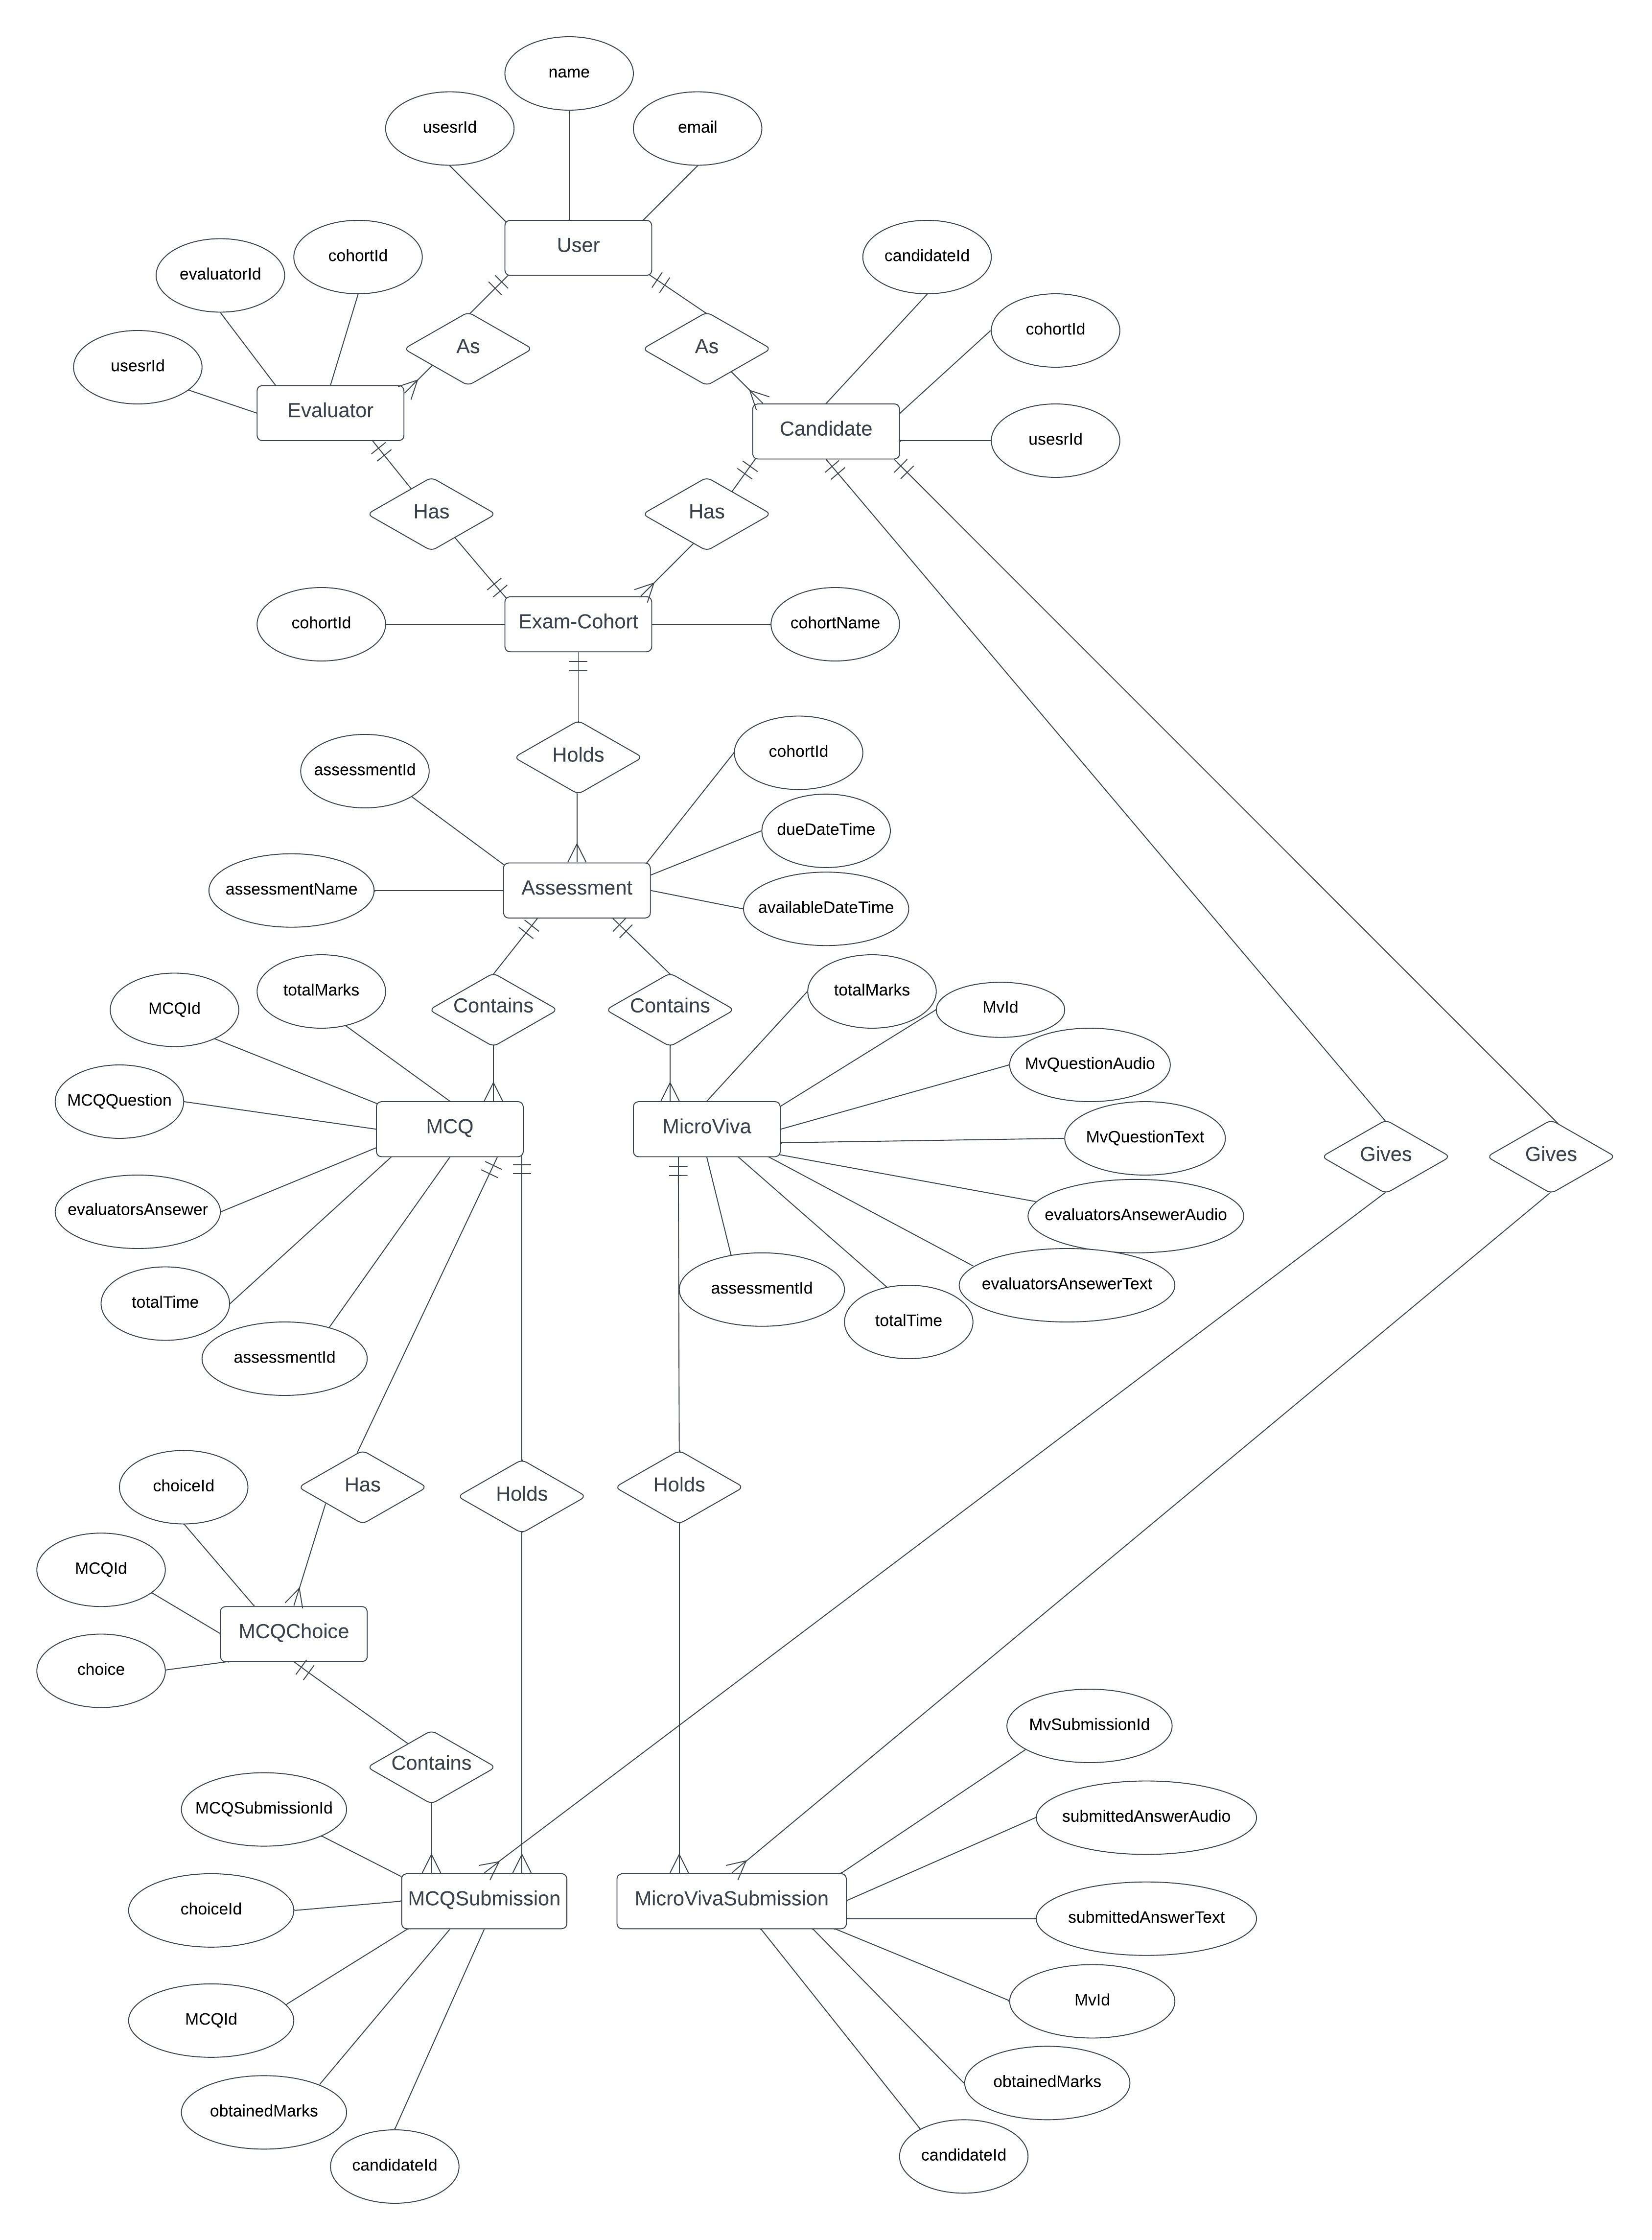 name
usesrId
email
User
candidateId
cohortId
evaluatorId
cohortId
As
As
usesrId
Evaluator
Candidate
usesrId
Has
Has
cohortId
Exam-Cohort
cohortName
Holds
cohortId
assessmentId
dueDateTime
assessmentName
Assessment
availableDateTime
totalMarks
Contains
Contains
totalMarks
MCQId
MvId
MvQuestionAudio
MCQQuestion
MCQ
MicroViva
MvQuestionText
Gives
Gives
evaluatorsAnsewer
evaluatorsAnsewerAudio
assessmentId
evaluatorsAnsewerText
totalTime
totalTime
assessmentId
choiceId
Has
Holds
Holds
MCQId
MCQChoice
choice
MvSubmissionId
Contains
MCQSubmissionId
submittedAnswerAudio
choiceId
MCQSubmission
MicroVivaSubmission
submittedAnswerText
MCQId
MvId
obtainedMarks
obtainedMarks
candidateId
candidateId